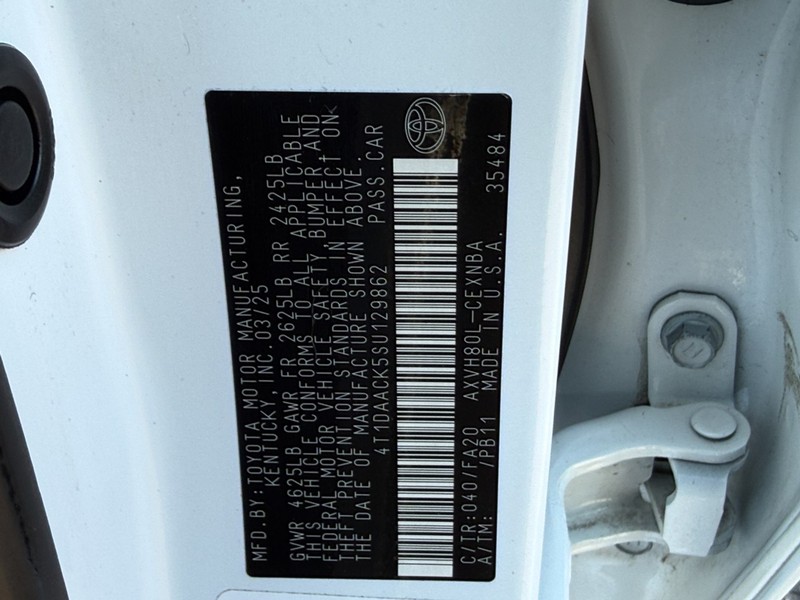 MFD.BY:TOYOTA MOTOR MANUFACTURING,
KENTUCKY, INC. 03/25
GVWR 4625LB GAWR FR 2625LB RR 2425LB
THIS VEHICLE CONFORMS TO ALL APPLICABLE
FEDERAL MOTOR VEHICLE SAFETY,BUMPER,AND
THEFT PREVENTION STANDARDS IN EFFECT ON
THE DATE OF MANUFACTURE SHOWN ABOVE.
4T1DAACK5SU129862 PASS.CAR
C/TR:040/FA20 AXVH80L-CEXNBA
A/TM: /PB11 MADE IN U.S.A. 35484